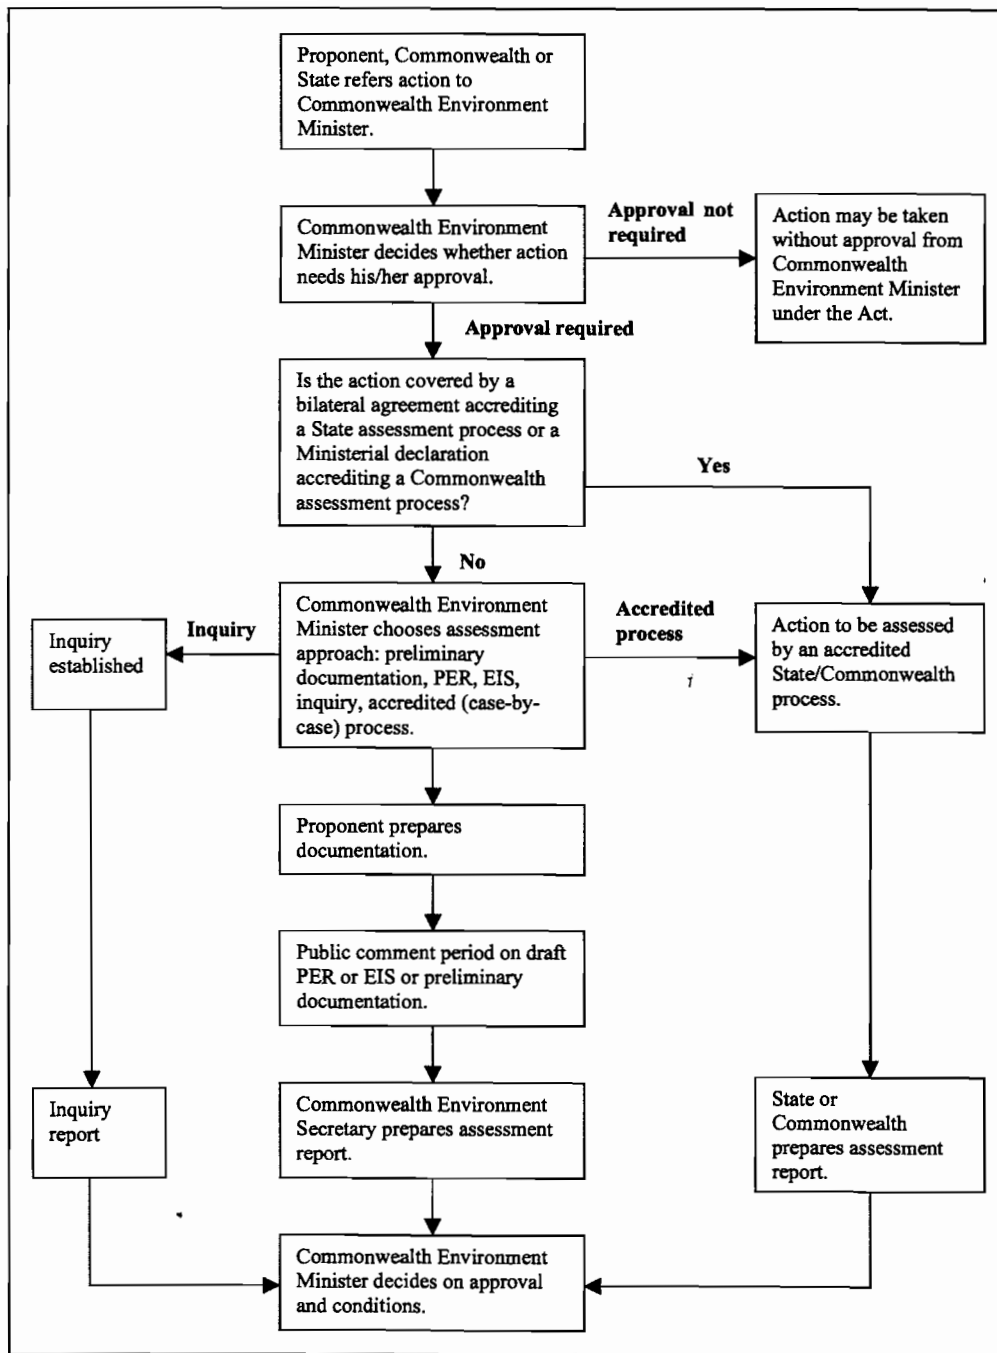 Proponent, Commonwealth or
State refers action to
Commonwealth Environment
Minister.
Commonwealth Environment
Minister decides whether action
needs his/her approval.
Approval not
required
Action may be taken
without approval from
Commonwealth
Environment Minister
under the Act.
Approval required
Is the action covered by a
bilateral agreement accrediting
a State assessment process or a
Ministerial declaration
accrediting a Commonwealth
assessment process?
Yes
No
Inquiry
established
Inquiry
Commonwealth Environment
Minister chooses assessment
approach: preliminary
documentation, PER, EIS,
inquiry, accredited (case-by-
case) process.
Accredited
process
Action to be assessed
by an accredited
State/Commonwealth
process.
Proponent prepares
documentation.
Public comment period on draft
PER or EIS or preliminary
documentation.
Inquiry
report
Commonwealth Environment
Secretary prepares assessment
report.
State or
Commonwealth
prepares assessment
report.
Commonwealth Environment
Minister decides on approval
and conditions.